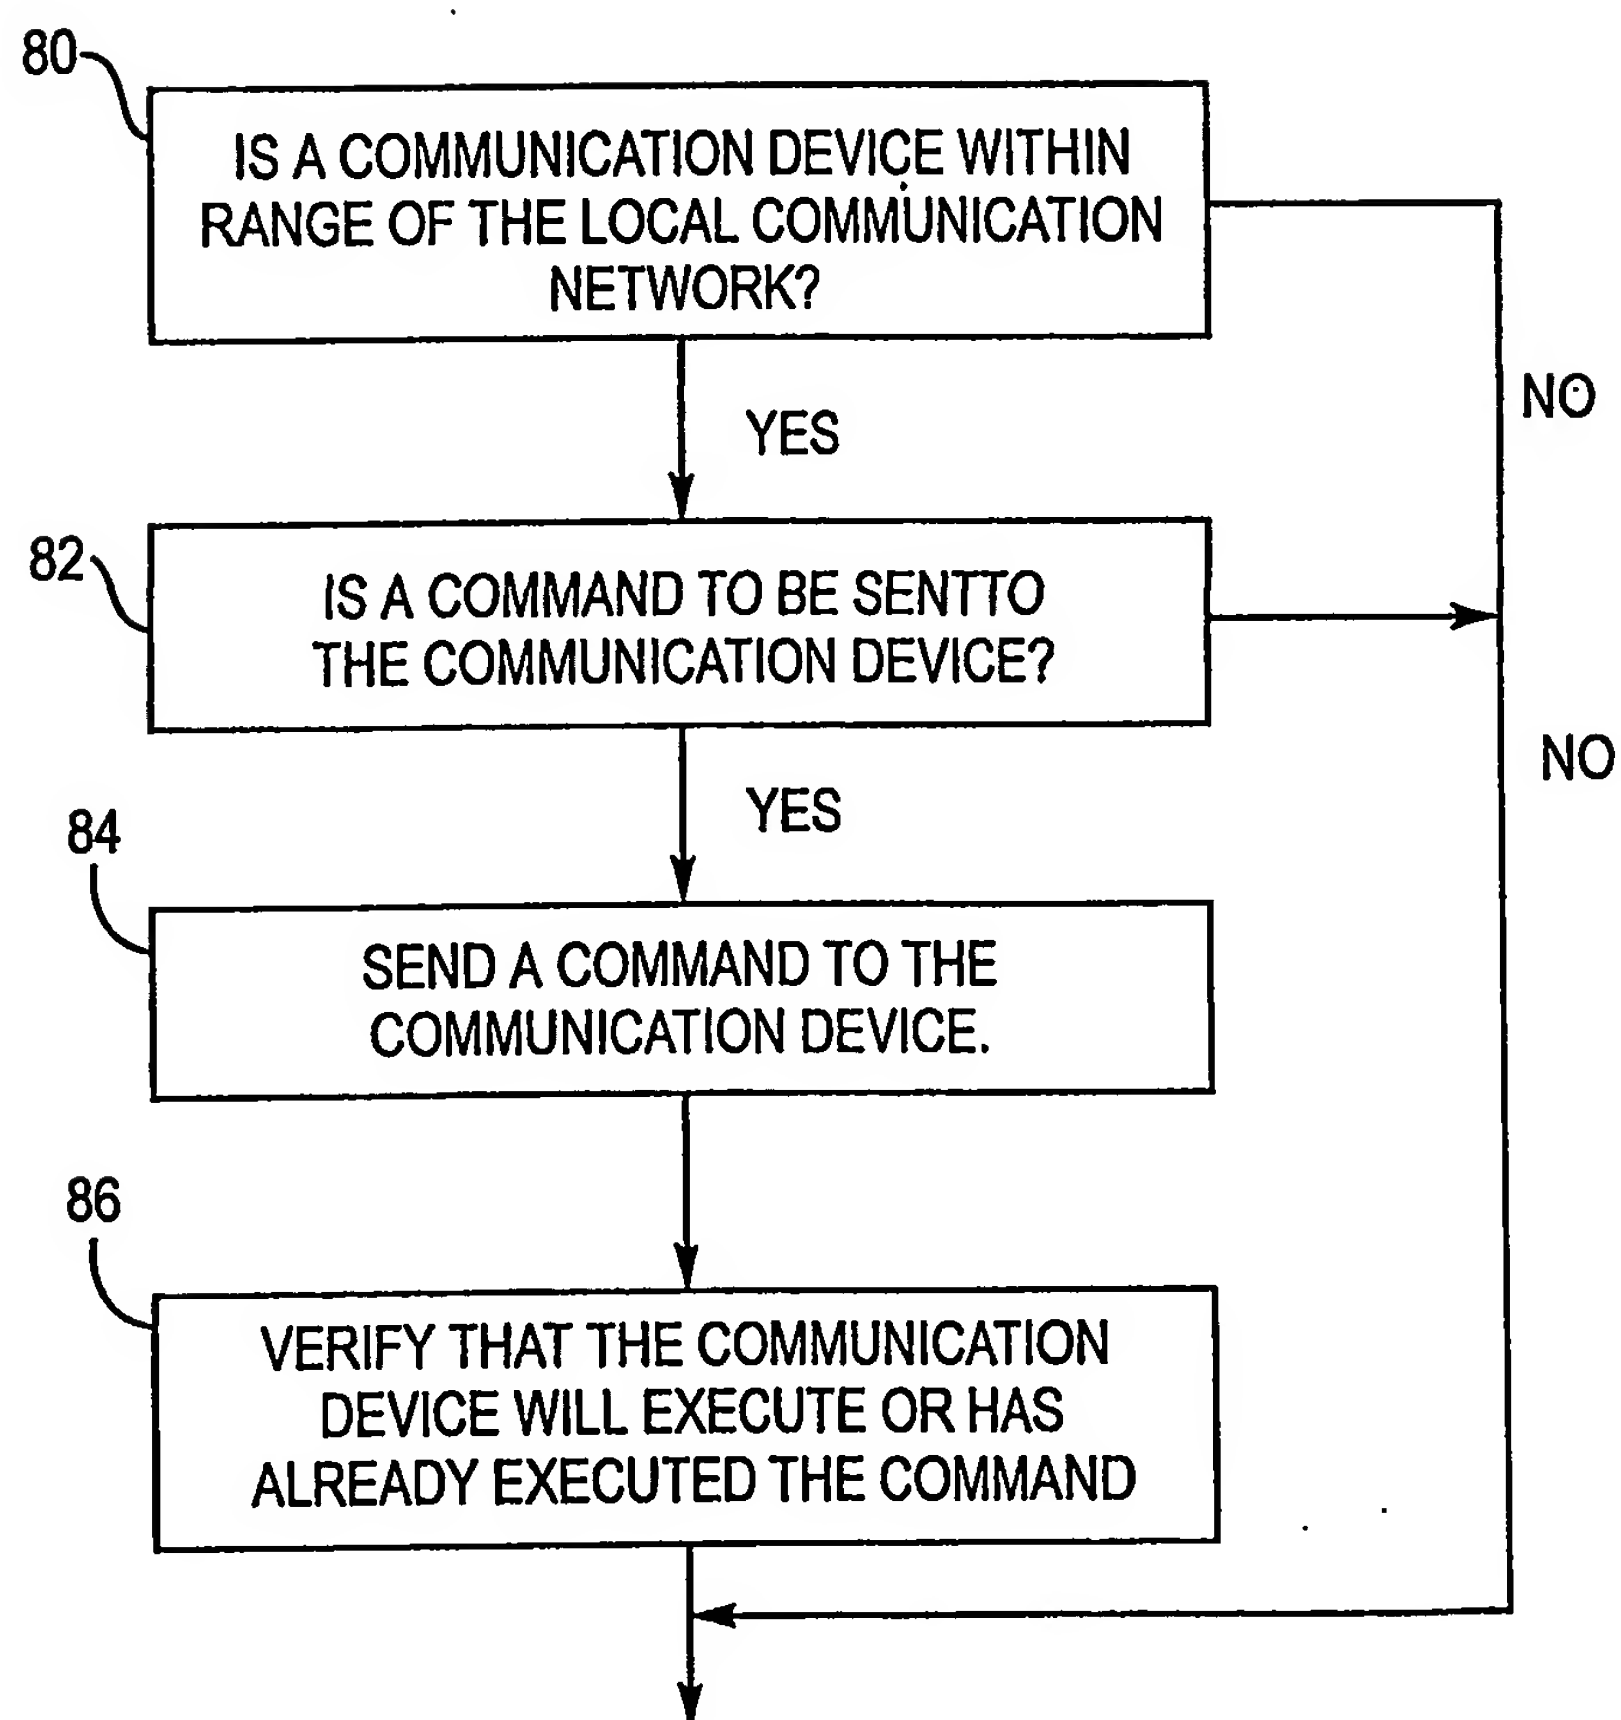 80
IS A COMMUNICATION DEVICE WITHIN
RANGE OF THE LOCAL COMMUNICATION
NETWORK?
NO
YES
82
IS A COMMAND TO BE SENTTO
THE COMMUNICATION DEVICE?
NO
YES
84
SEND A COMMAND TO THE
COMMUNICATION DEVICE.
86
VERIFY THAT THE COMMUNICATION
DEVICE WILL EXECUTE OR HAS
ALREADY EXECUTED THE COMMAND